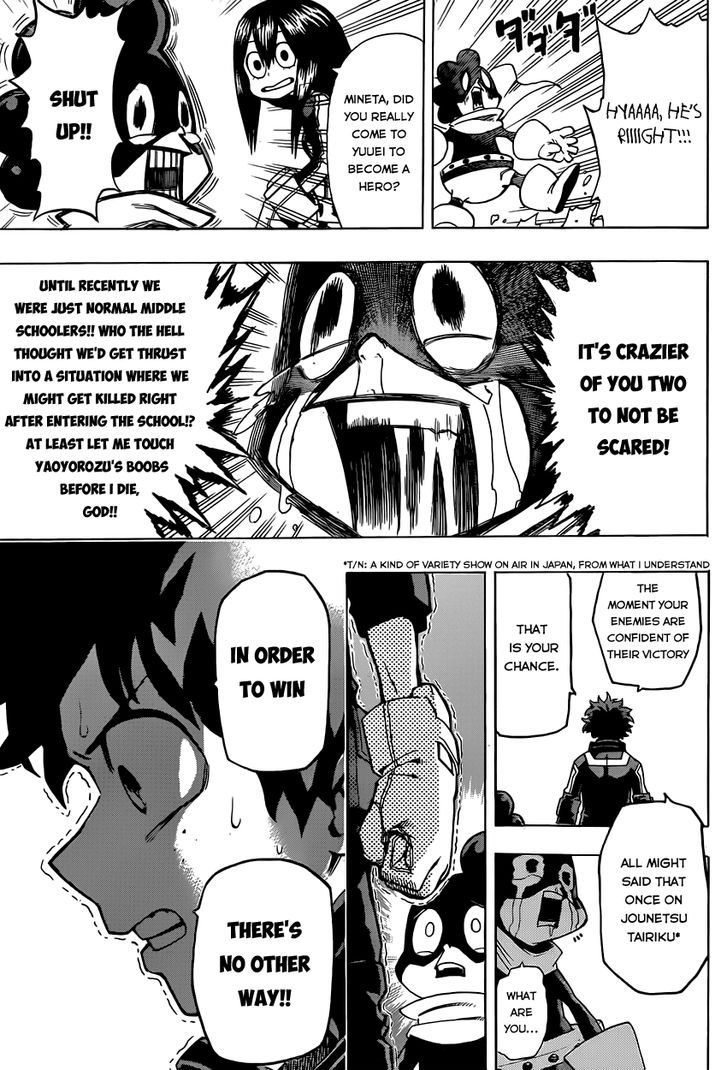 HYAAAA, HE'S
RIIIIGHT!!!
ダダダ
MINETA, DID
YOU REALLY
COME TO
YUUEI TO
BECOME A
HERO?
SHUT
UP!!
IT'S CRAZIER
OF YOU TWO
TO NOT BE
SCARED!
UNTIL RECENTLY WE
WERE JUST NORMAL MIDDLE
SCHOOLERS!! WHO THE HELL
THOUGHT WE'D GET THRUST
INTO A SITUATION WHERE WE
MIGHT GET KILLED RIGHT
AFTER ENTERING THE SCHOOL!?
AT LEAST LET ME TOUCH
YAOYOROZU'S BOOBS
BEFORE I DIE,
GOD!!
*T/N: A KIND OF VARIETY SHOW ON AIR IN JAPAN, FROM WHAT I UNDERSTAND
THE
MOMENT YOUR
ENEMIES ARE
CONFIDENT OF
THEIR VICTORY
THAT
IS YOUR
CHANCE.
ALL MIGHT
SAID THAT
ONCE ON
JOUNETSU
TAIRIKU*
WHAT
ARE
YOU...
IN ORDER
TO WIN
THERE'S
NO OTHER
WAY!!